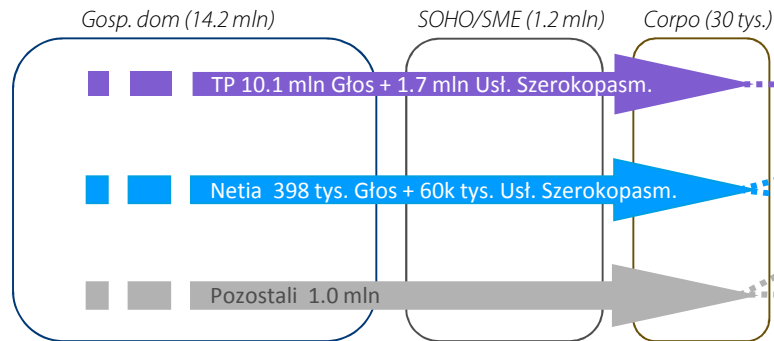 Gosp. dom (14.2 mln) SOHO/SME (1.2 mln) Corpo (30 tys.)
TP 10.1 mln Głos + 1.7 mln Usł. Szerokopasm.
Netia 398 tys. Głos + 60k tys. Usł. Szerokopasm.
Pozostali 1.0 mln